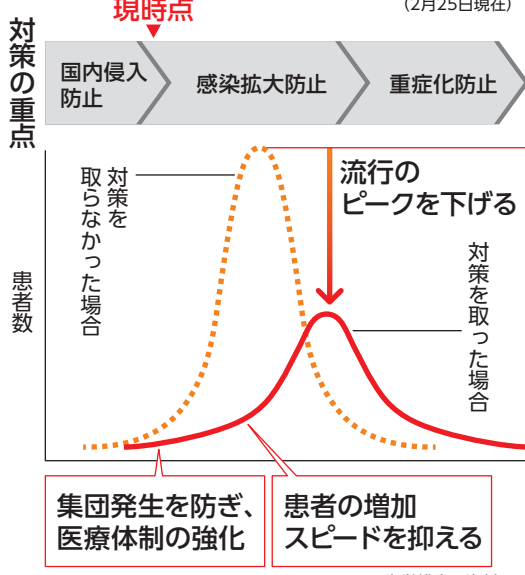 現時点
(2月25日現在)
対策の重点
国内侵入
防止
感染拡大防止
重症化防止
対策を
取らなかった場合
流行の
ピークを下げる
対策を取った場合
患者数
集団発生を防ぎ、
医療体制の強化
患者の増加
スピードを抑える